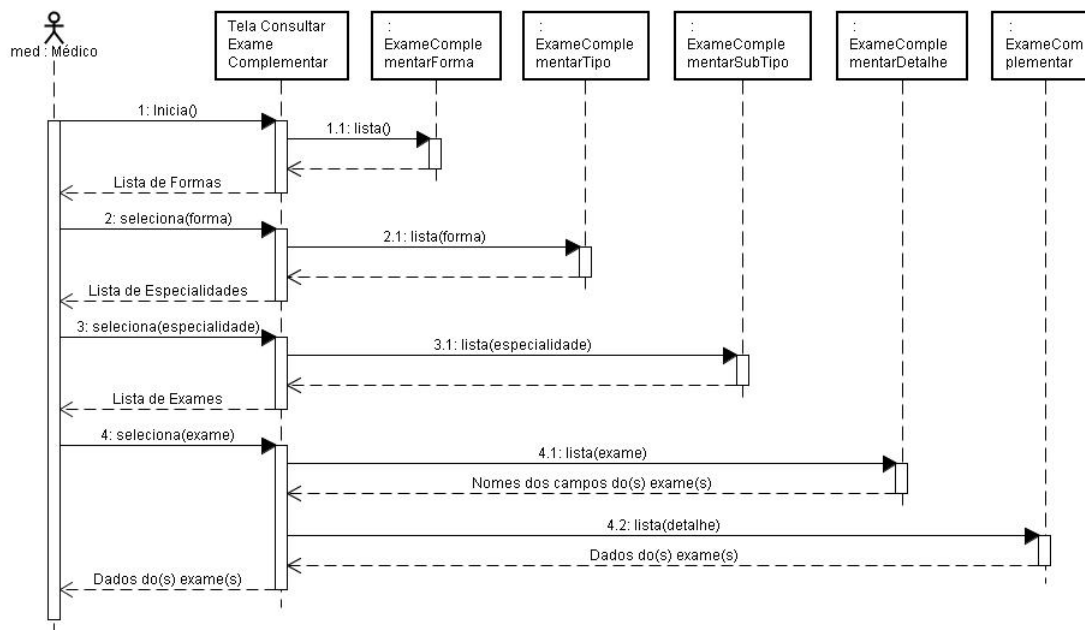 med : Médico
Tela Consultar
Exame
Complementar
:
ExameComple
mentarForma
:
ExameComple
mentarTipo
:
ExameComple
mentarSubTipo
:
ExameComple
mentarDetalhe
:
ExameCom
plementar
1: Inicia()
1.1: lista()
Lista de Formas
2: seleciona(forma)
2.1: lista(forma)
Lista de Especialidades
3: seleciona(especialidade)
3.1: lista(especialidade)
Lista de Exames
4: seleciona(exame)
4.1: lista(exame)
Nomes dos campos do(s) exame(s)
4.2: lista(detalhe)
Dados do(s) exame(s)
Dados do(s) exame(s)